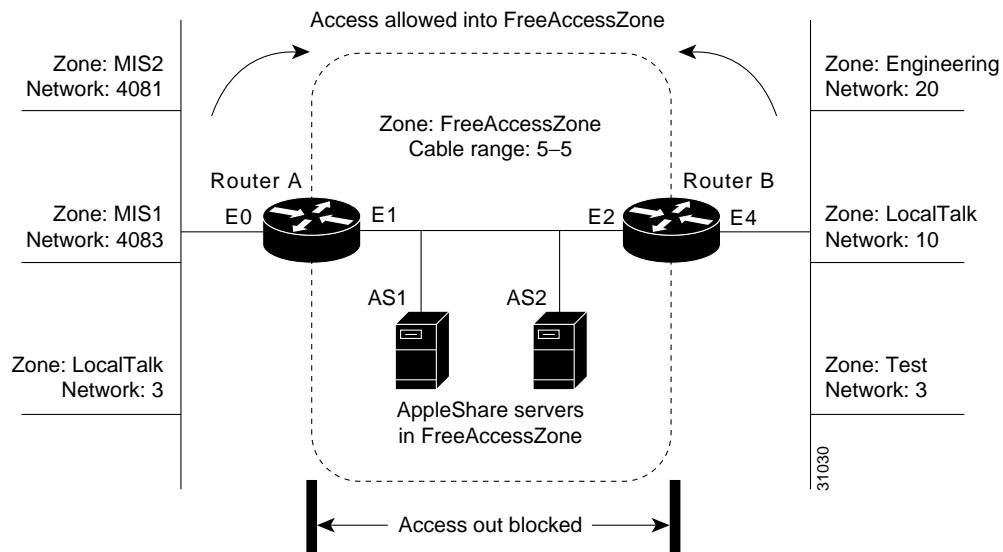 Access allowed into FreeAccessZone
Zone: MIS2
Network: 4081
Zone: Engineering
Network: 20
Zone: FreeAccessZone
Cable range: 5–5
Router A
Router B
E0
E1
E2
E4
Zone: MIS1
Network: 4083
Zone: LocalTalk
Network: 10
AS1
AS2
Zone: LocalTalk
Network: 3
Zone: Test
Network: 3
AppleShare servers
in FreeAccessZone
31030
Access out blocked